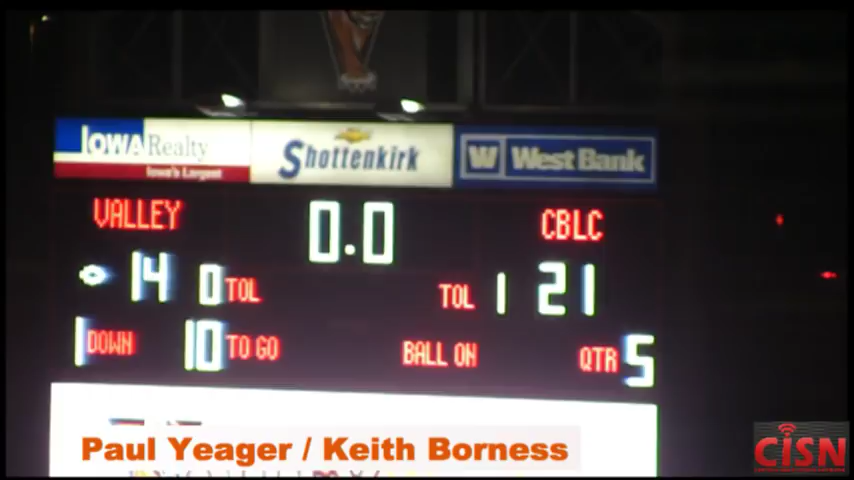 IOWA Realty
Iowa's Largest
Shottenkirk
W West Bank
VALLEY 0.0 CBLC
14 0 TOL TOL 1 21
1 DOWN 10 TO GO BALL ON QTR 5
Paul Yeager / Keith Borness
CISN